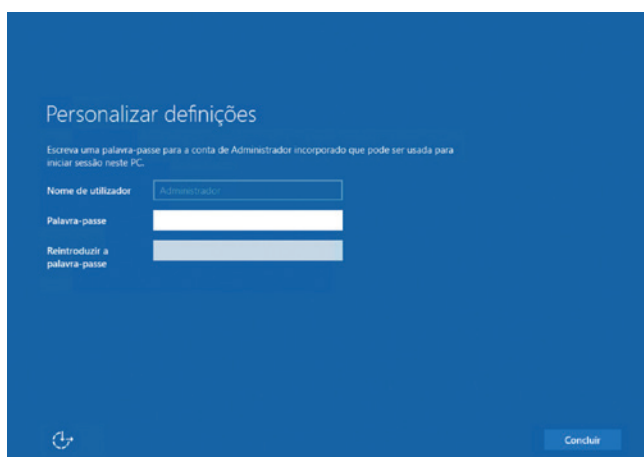 Personalizar definições
Escreva uma palavra-passe para a conta de Administrador incorporado que pode ser usada para
iniciar sessão neste PC.
Nome de utilizador
Administrador
Palavra-passe
Reintroduzir a
palavra-passe
Concluir